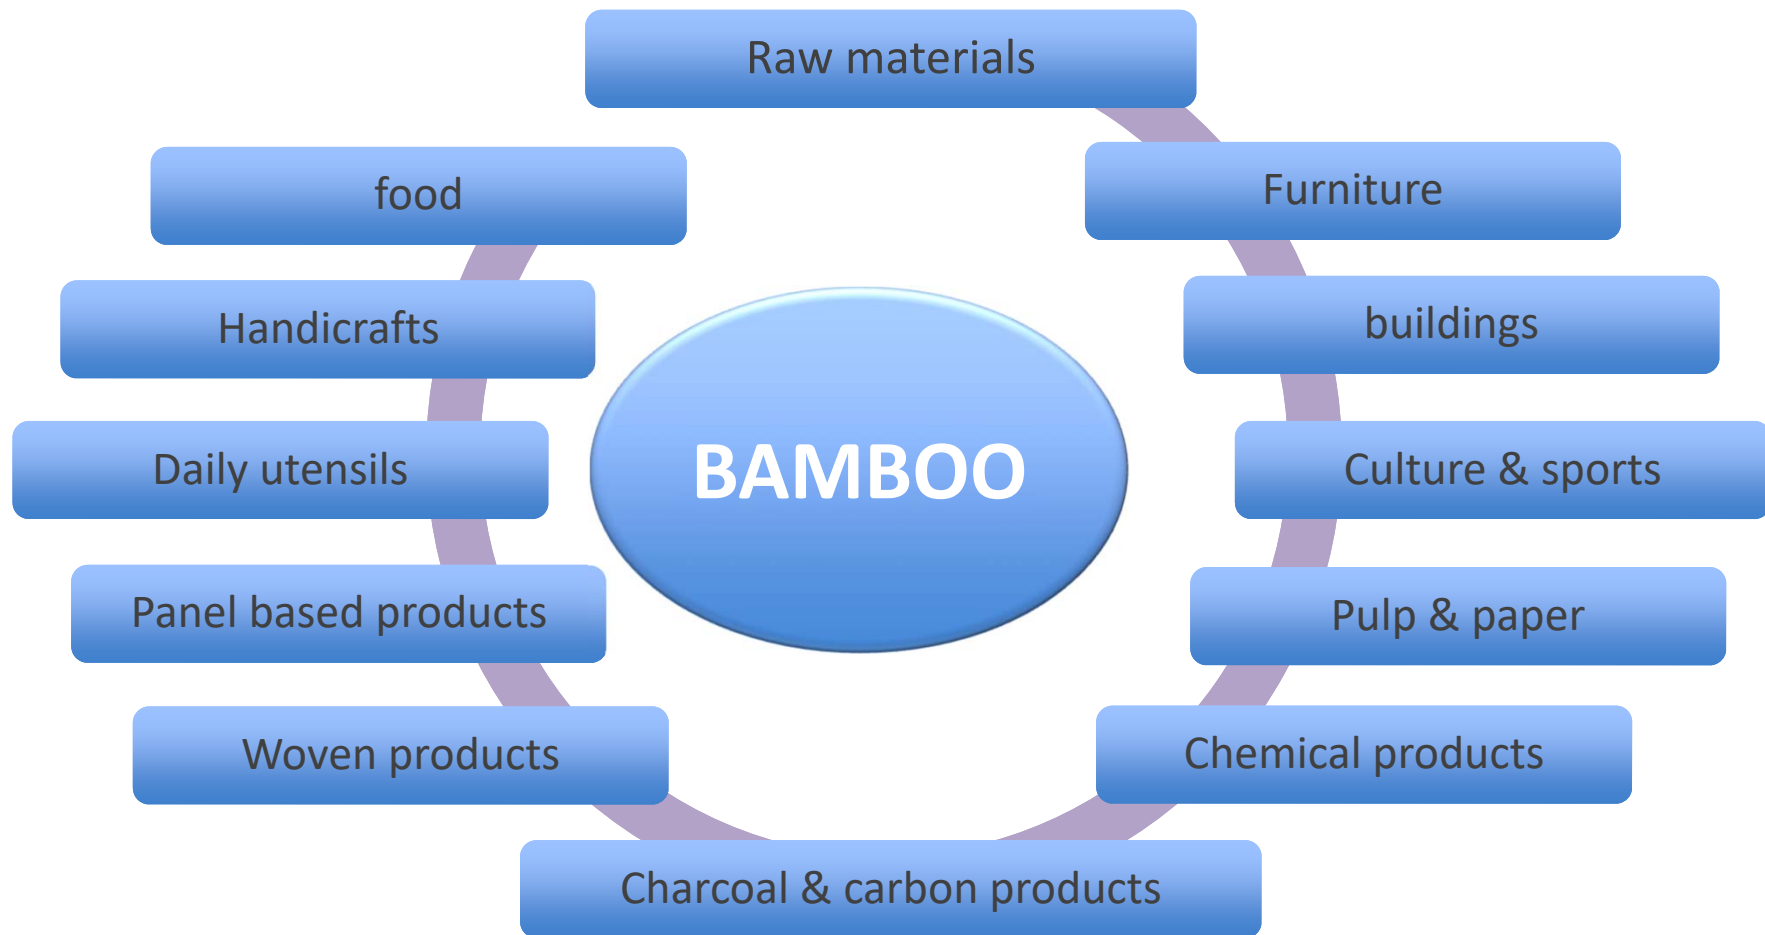 Raw materials
food
Furniture
Handicrafts
buildings
BAMBOO
Daily utensils
Culture & sports
Panel based products
Pulp & paper
Woven products
Chemical products
Charcoal & carbon products